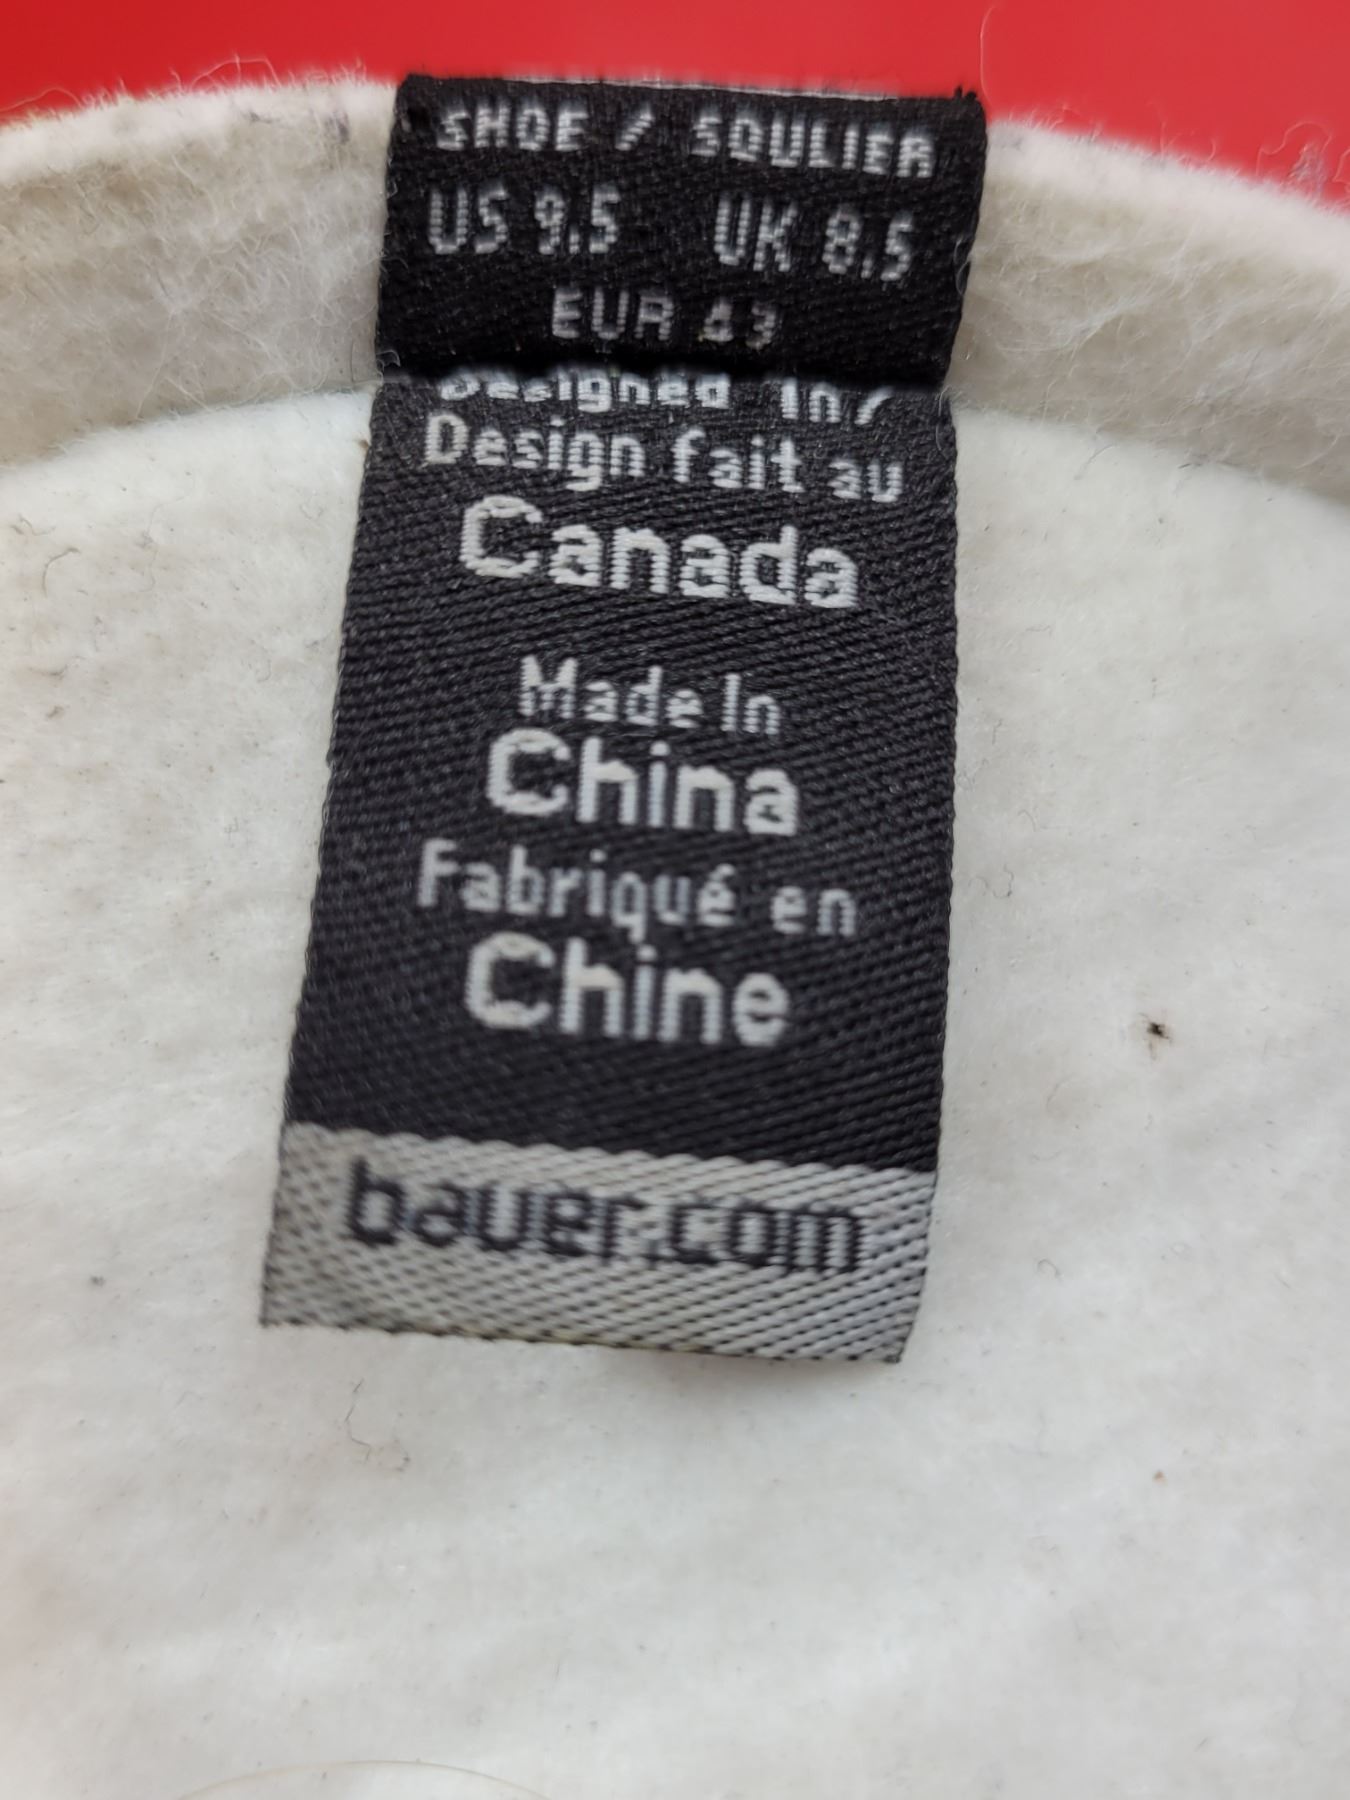 SHOE / SOULIER
US 9.5 UK 8.5
EUR 43
Designed in/
Design fait au
Canada
Made In
China
Fabriqué en
Chine
bauer.com